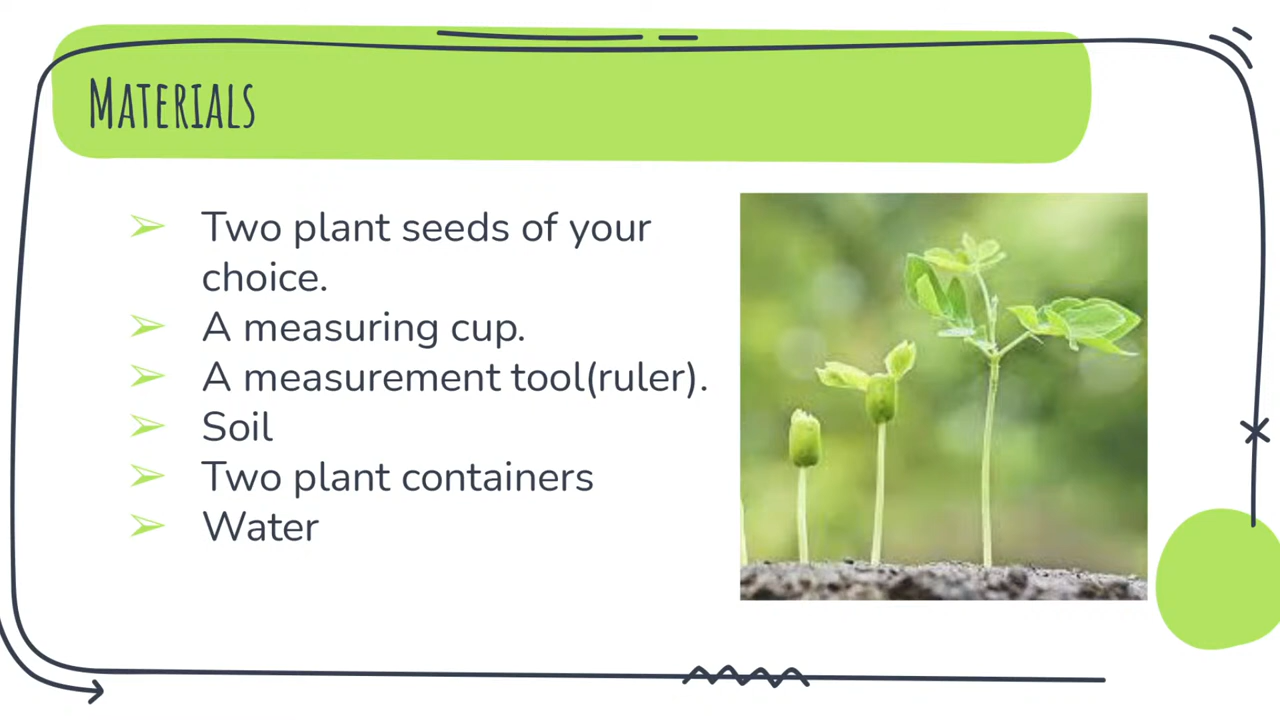 Materials
➢ Two plant seeds of your
choice.
➢ A measuring cup.
➢ A measurement tool(ruler).
➢ Soil
➢ Two plant containers
➢ Water